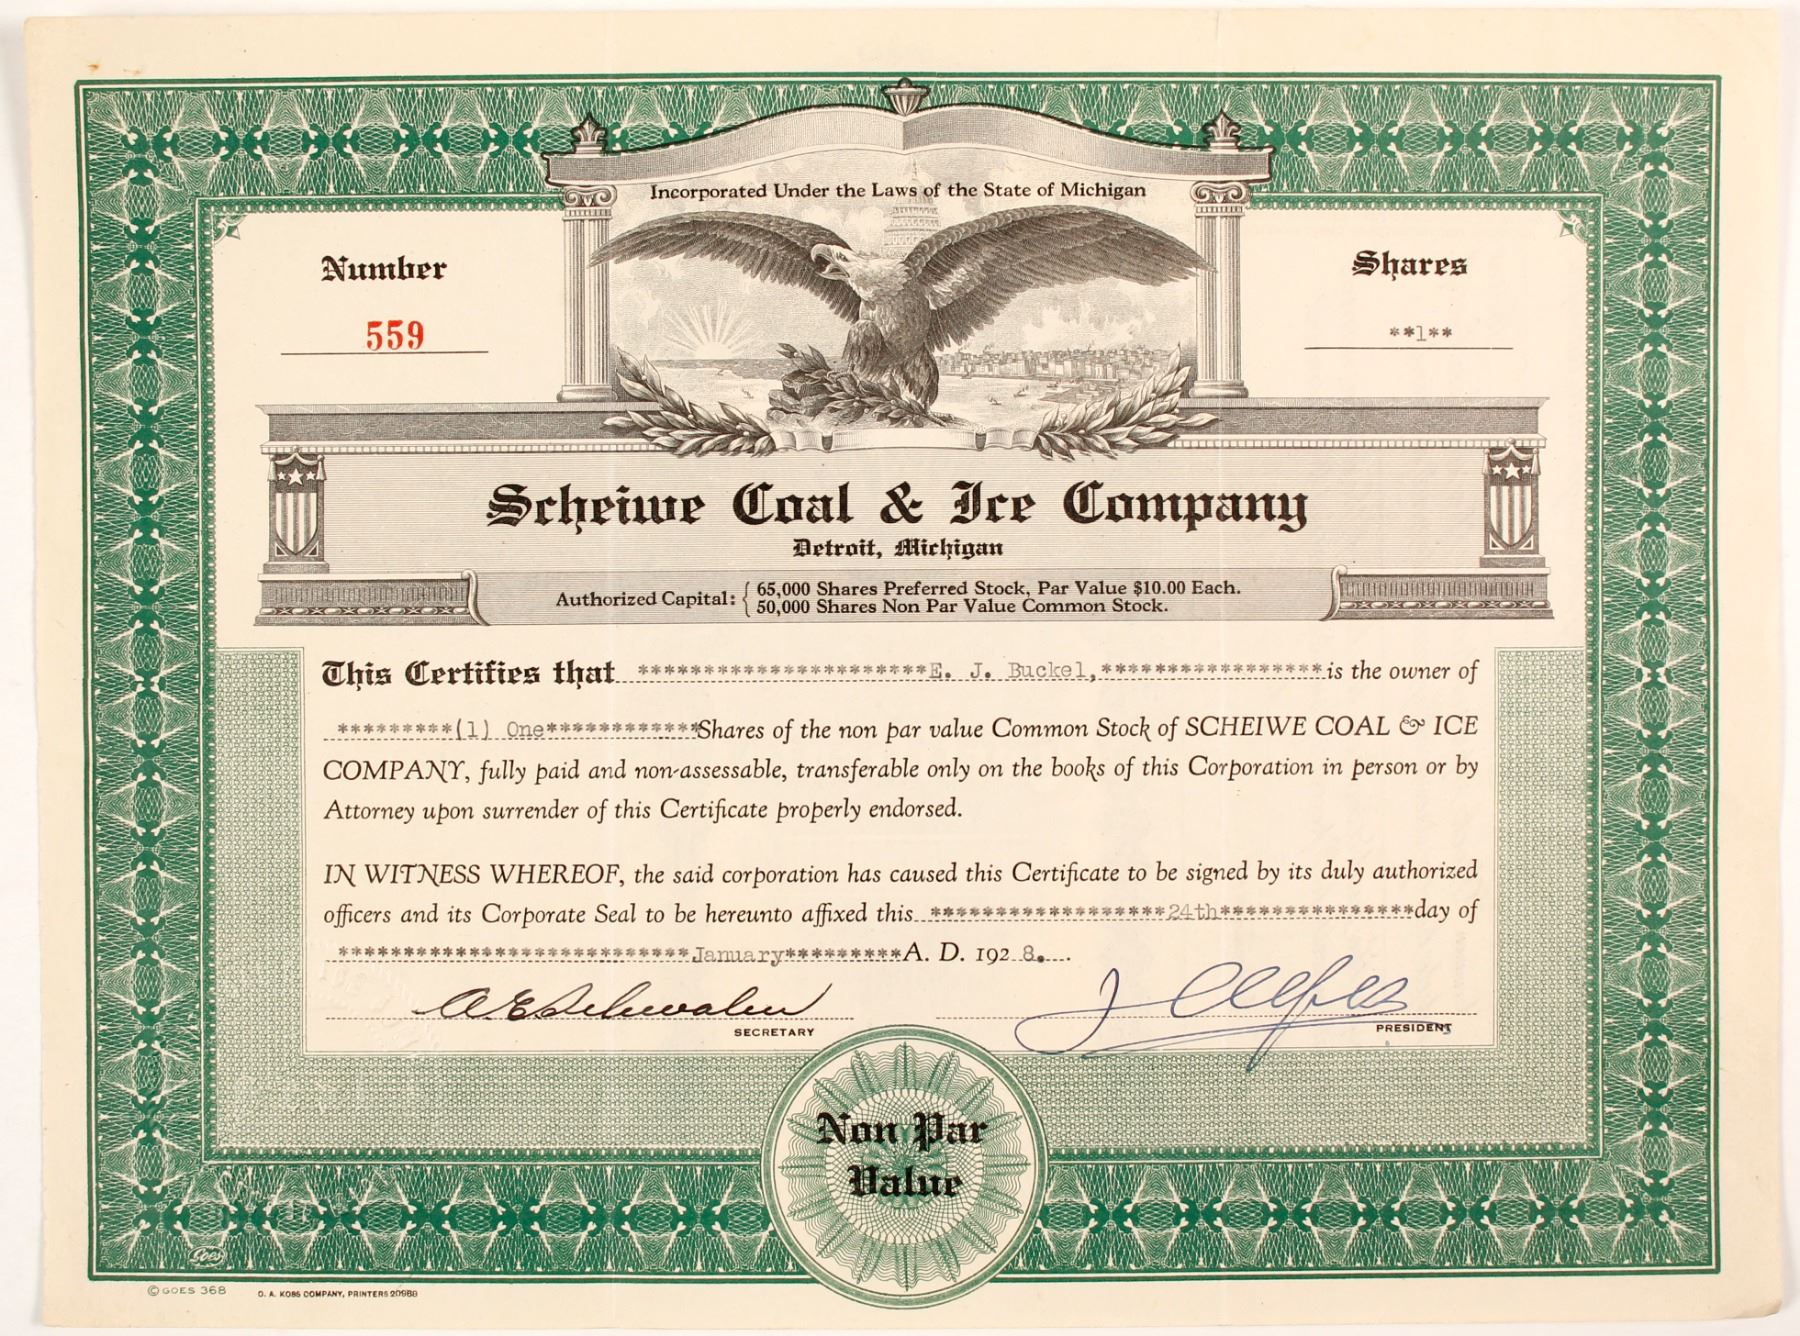 Incorporated Under the Laws of the State of Michigan
Number
559
Shares
**1**
Scheiwe Coal & Ice Company
Detroit, Michigan
Authorized Capital: { 65,000 Shares Preferred Stock, Par Value $10.00 Each.
50,000 Shares Non Par Value Common Stock.
This Certifies that **********************E. J. Buckel,*****************is the owner of
*********(1) One************Shares of the non par value Common Stock of SCHEIWE COAL & ICE
COMPANY, fully paid and non-assessable, transferable only on the books of this Corporation in person or by
Attorney upon surrender of this Certificate properly endorsed.
IN WITNESS WHEREOF, the said corporation has caused this Certificate to be signed by its duly authorized
officers and its Corporate Seal to be hereunto affixed this ******************24th***************day of
***************************January*********A. D. 1928.
SECRETARY
PRESIDENT
Non Par
Value
Goes
© GOES 368
O. A. KOSS COMPANY, PRINTERS 20988